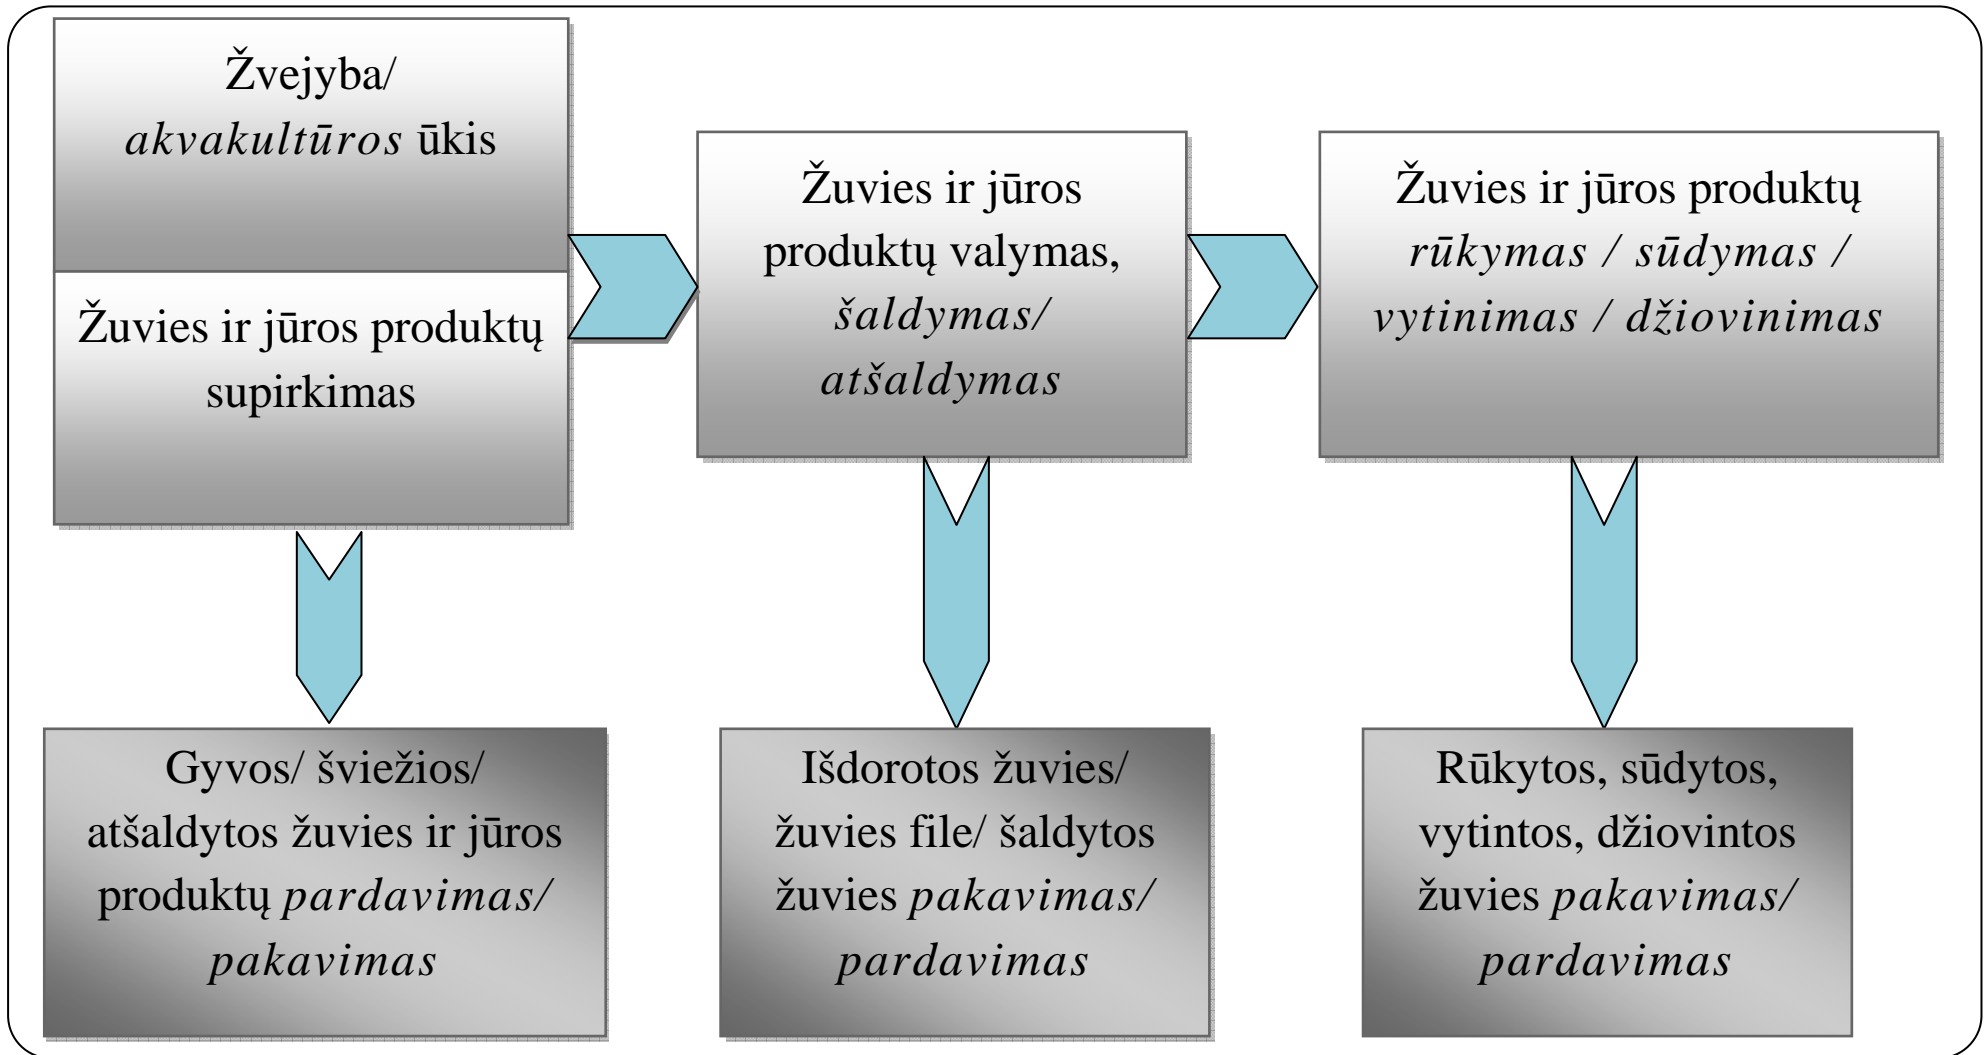 Žvejyba/
akvakultūros ūkis
Žuvies ir jūros produktų
supirkimas
Žuvies ir jūros
produktų valymas,
šaldymas/
atšaldymas
Žuvies ir jūros produktų
rūkymas / sūdymas /
vytinimas / džiovinimas
Gyvos/ šviežios/
atšaldytos žuvies ir jūros
produktų pardavimas/
pakavimas
Išdorotos žuvies/
žuvies file/ šaldytos
žuvies pakavimas/
pardavimas
Rūkytos, sūdytos,
vytintos, džiovintos
žuvies pakavimas/
pardavimas